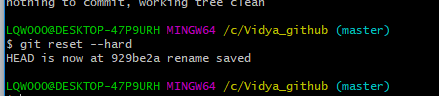 nothing to commit, working tree clean
LQWOOO@DESKTOP-47P9URH MINGW64 /c/Vidya_github (master)
$ git reset --hard
HEAD is now at 929be2a rename saved
LQWOOO@DESKTOP-47P9URH MINGW64 /c/Vidya_github (master)